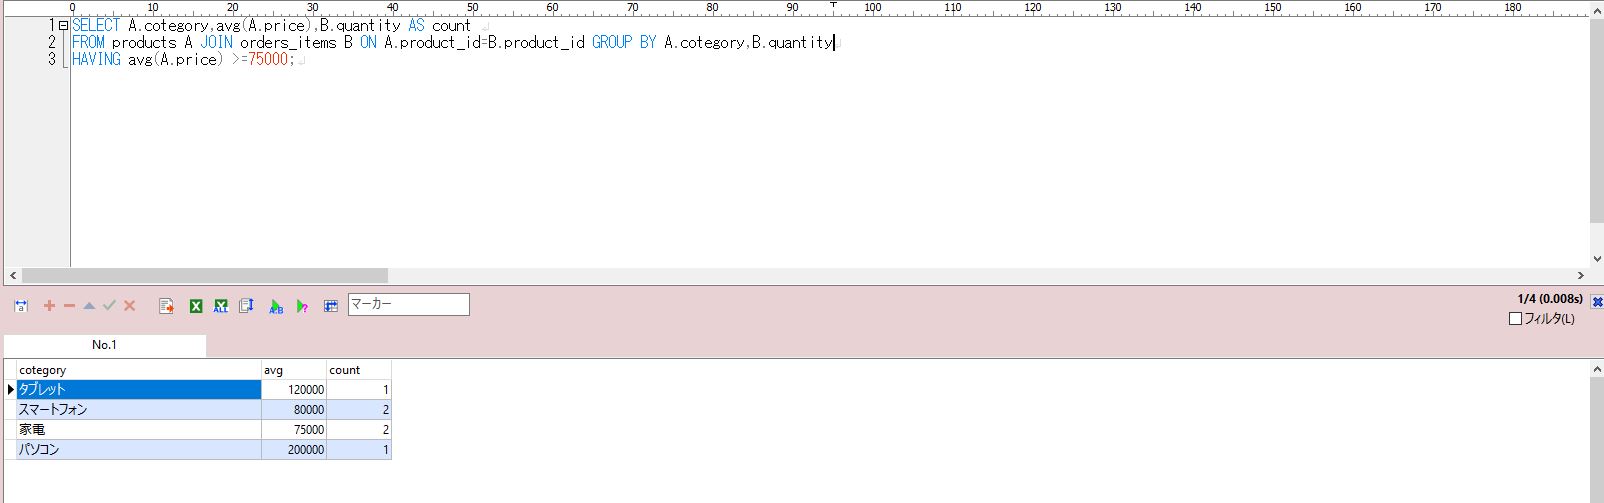 0 10 20 30 40 50 60 70 80 90 100 110 120 130 140 150 160 170 180
1 SELECT A.cotegory,avg(A.price),B.quantity AS count
2 FROM products A JOIN orders_items B ON A.product_id=B.product_id GROUP BY A.cotegory,B.quantity
3 HAVING avg(A.price) >=75000;
a ALL A.B ? マーカー 1/4 (0.008s)
フィルタ(L)
No.1
cotegory avg count
タブレット 120000 1
スマートフォン 80000 2
家電 75000 2
パソコン 200000 1